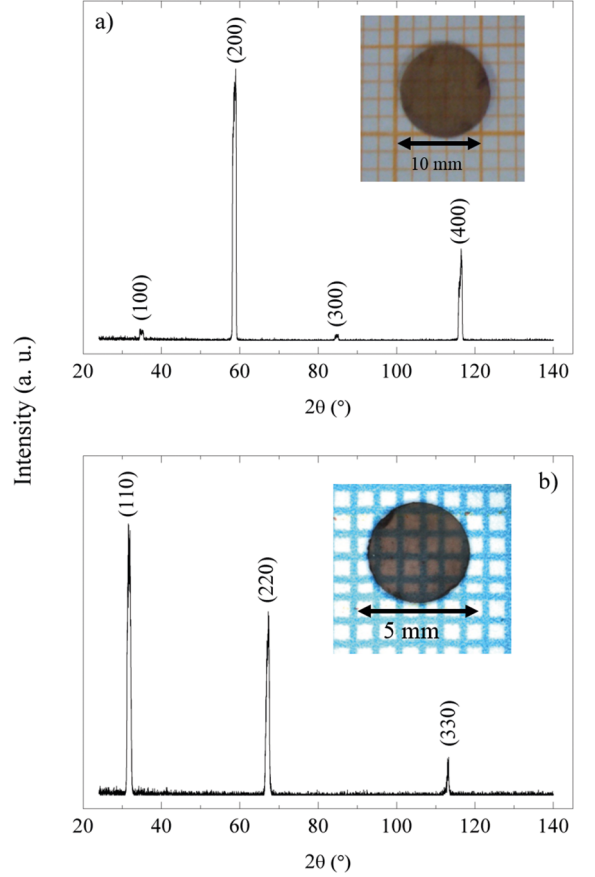 a)
(200)
10 mm
(400)
(100)
(300)
20 40 60 80 100 120 140
2θ (°)
Intensity (a. u.)
b)
(110)
(220)
5 mm
(330)
20 40 60 80 100 120 140
2θ (°)